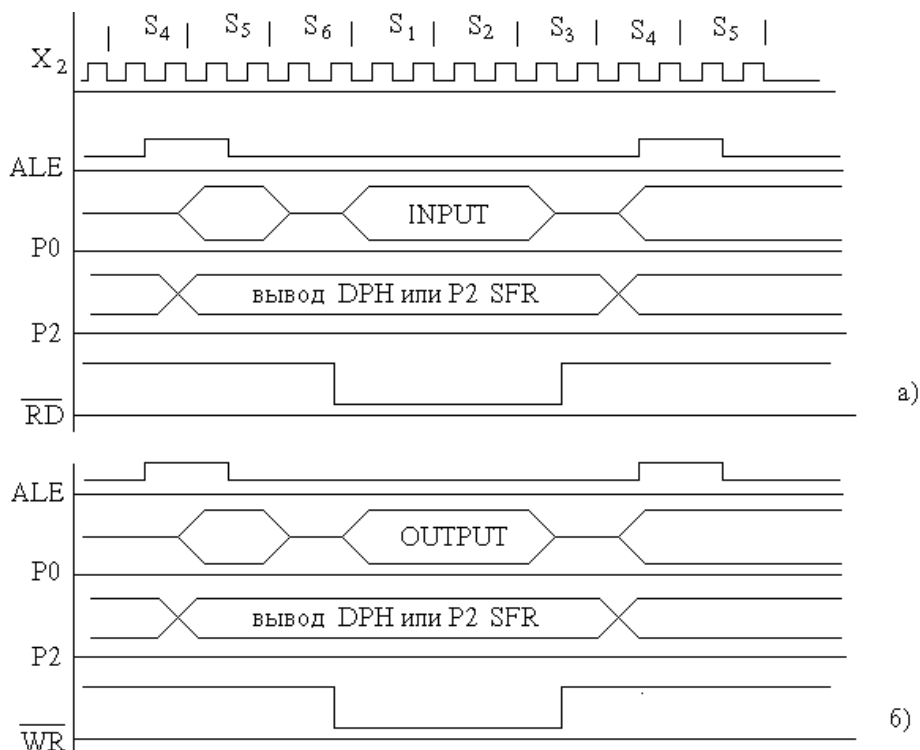 S4 S5 S6 S1 S2 S3 S4 S5
X2
ALE
INPUT
P0
вывод DPH или P2 SFR
P2
RD
а)
ALE
OUTPUT
P0
вывод DPH или P2 SFR
P2
WR
б)